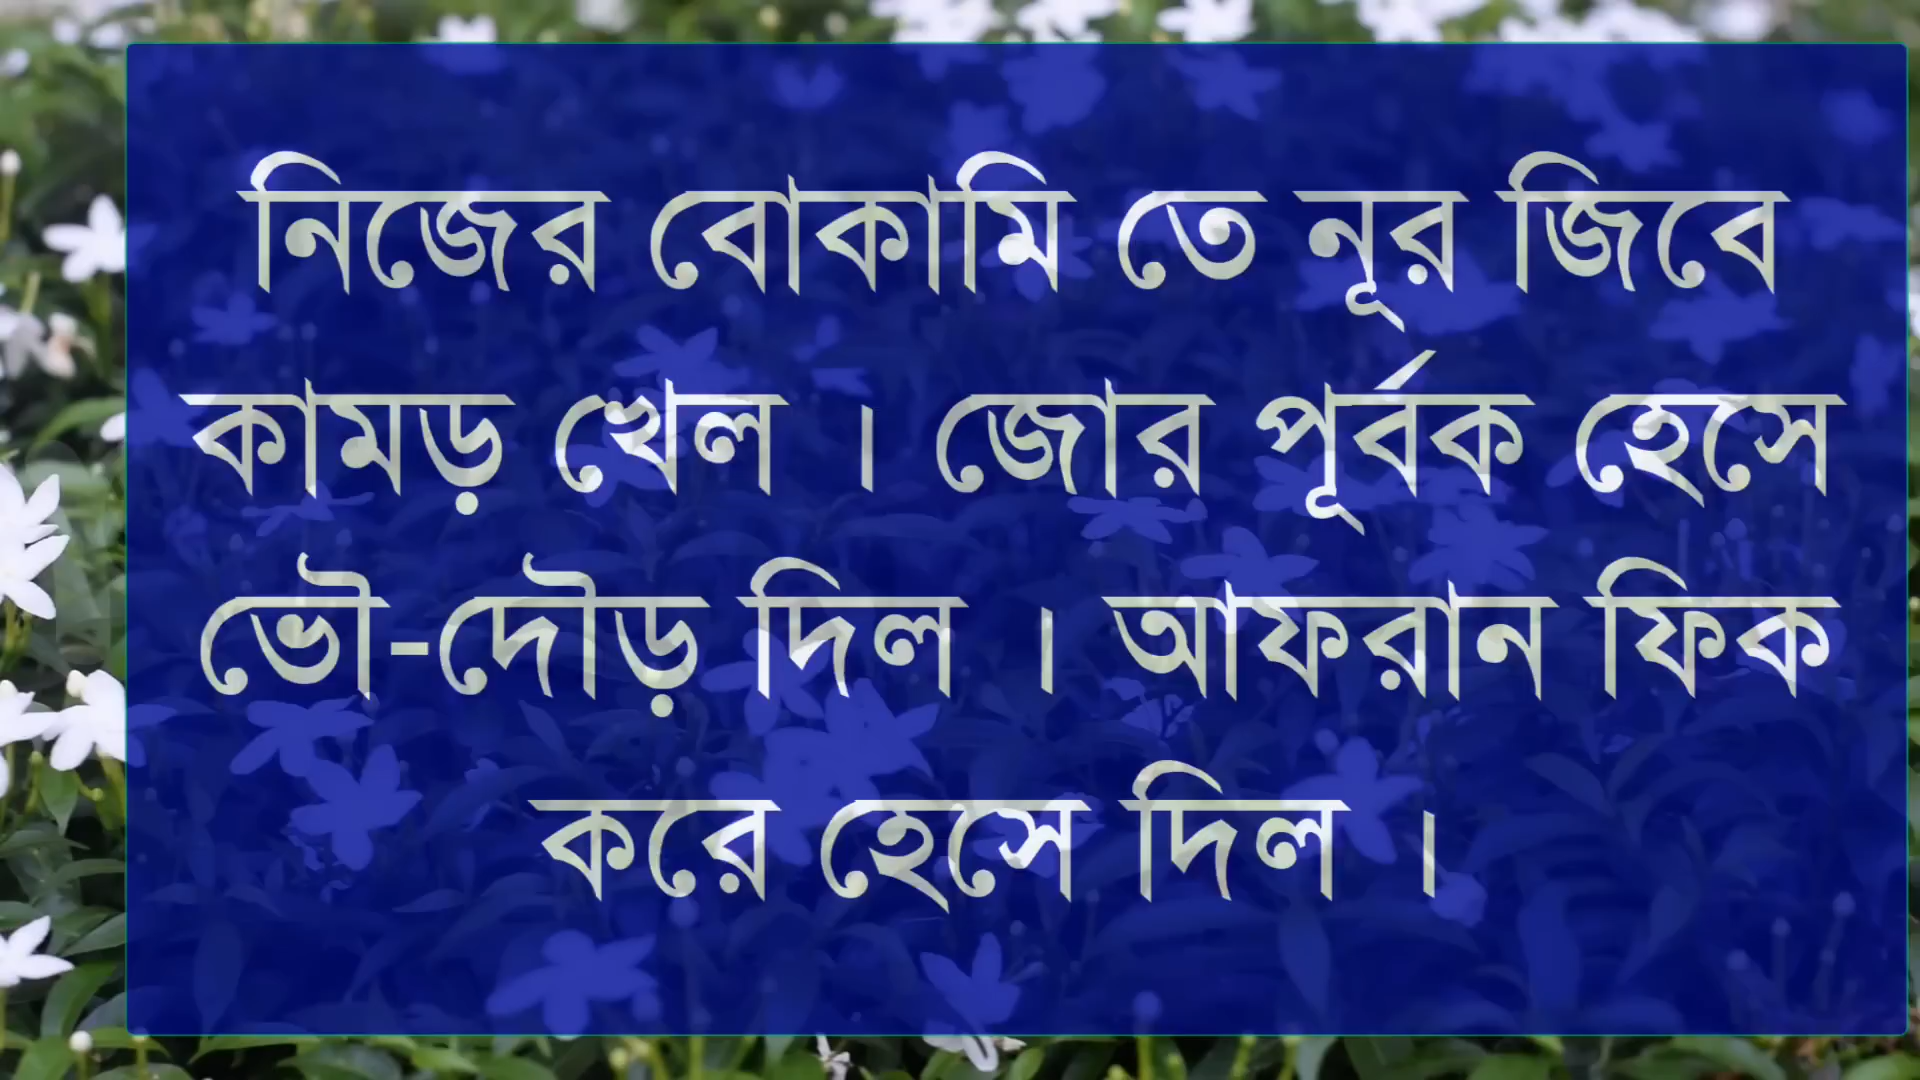 নিজের বোকামি তে নূর জিবে
কামড় খেল । জোর পূর্বক হেসে
ভৌ-দৌড় দিল । আফরান ফিক
করে হেসে দিল ।